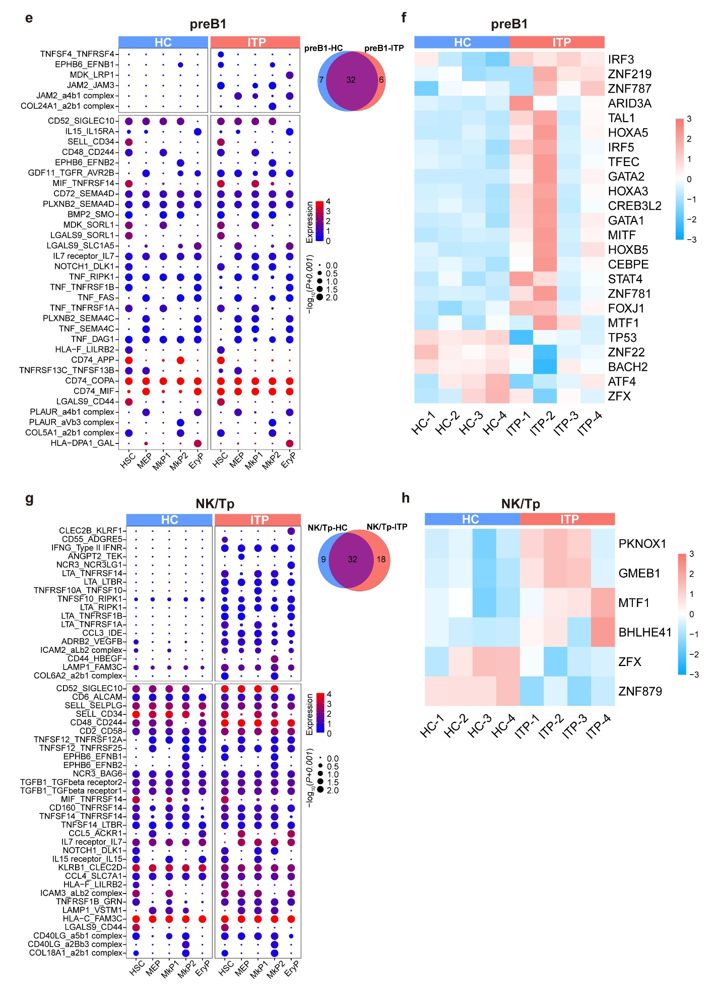 e
preB1
HC ITP
TNFSF4_TNFRSF4
EPHB6_EFNB1
MDK_LRP1
JAM2_JAM3
JAM2_a4b1 complex
COL24A1_a2b1 complex
CD52_SIGLEC10
IL15_IL15RA
SELL_CD34
CD48_CD244
EPHB6_EFNB2
GDF11_TGFR_AVR2B
MIF_TNFRSF14
CD72_SEMA4D
PLXNB2_SEMA4D
BMP2_SMO
MDK_SORL1
LGALS9_SORL1
LGALS9_SLC1A5
IL7 receptor_IL7
NOTCH1_DLK1
TNF_RIPK1
TNF_TNFRSF1B
TNF_FAS
TNF_TNFRSF1A
PLXNB2_SEMA4C
TNF_SEMA4C
TNF_DAG1
HLA−F_LILRB2
CD74_APP
TNFRSF13C_TNFSF13B
CD74_COPA
CD74_MIF
LGALS9_CD44
PLAUR_a4b1 complex
PLAUR_aVb3 complex
COL5A1_a2b1 complex
HLA−DPA1_GAL
HSC MEP MkP1 MkP2 EryP HSC MEP MkP1 MkP2 EryP
preB1-HC preB1-ITP
7 32 6
Expression
4
3
2
1
0
−log10(P+0.001)
0.0
0.5
1.0
1.5
2.0
f
preB1
HC ITP
IRF3
ZNF219
ZNF787
ARID3A
TAL1
HOXA5
IRF5
TFEC
GATA2
HOXA3
CREB3L2
GATA1
MITF
HOXB5
CEBPE
STAT4
ZNF781
FOXJ1
MTF1
TP53
ZNF22
BACH2
ATF4
ZFX
HC-1 HC-2 HC-3 HC-4 ITP-1 ITP-2 ITP-3 ITP-4
3
2
1
0
−1
−2
−3
g
NK/Tp
HC ITP
CLEC2B_KLRF1
CD55_ADGRE5
IFNG_Type II IFNR
ANGPT2_TEK
NCR3_NCR3LG1
LTA_TNFRSF14
LTA_LTBR
TNFRSF10A_TNFSF10
TNFSF10_RIPK1
LTA_RIPK1
LTA_TNFRSF1B
LTA_TNFRSF1A
CCL3_IDE
ADRB2_VEGFB
ICAM2_aLb2 complex
CD44_HBEGF
LAMP1_FAM3C
COL6A2_a2b1 complex
CD52_SIGLEC10
CD6_ALCAM
SELL_SELPLG
SELL_CD34
CD48_CD244
CD2_CD58
TNFSF12_TNFRSF12A
TNFSF12_TNFRSF25
EPHB6_EFNB1
EPHB6_EFNB2
NCR3_BAG6
TGFB1_TGFbeta receptor2
TGFB1_TGFbeta receptor1
MIF_TNFRSF14
CD160_TNFRSF14
TNFSF14_TNFRSF14
TNFSF14_LTBR
CCL5_ACKR1
IL7 receptor_IL7
NOTCH1_DLK1
IL15 receptor_IL15
KLRB1_CLEC2D
CCL4_SLC7A1
HLA−F_LILRB2
ICAM3_aLb2 complex
TNFRSF1B_GRN
LAMP1_VSTM1
HLA−C_FAM3C
LGALS9_CD44
CD40LG_a5b1 complex
CD40LG_a2Bb3 complex
COL18A1_a2b1 complex
HSC MEP MkP1 MkP2 EryP HSC MEP MkP1 MkP2 EryP
NK/Tp-HC NK/Tp-ITP
9 32 18
Expression
4
3
2
1
0
−log10(P+0.001)
0.0
0.5
1.0
1.5
2.0
h
NK/Tp
HC ITP
PKNOX1
GMEB1
MTF1
BHLHE41
ZFX
ZNF879
HC-1 HC-2 HC-3 HC-4 ITP-1 ITP-2 ITP-3 ITP-4
3
2
1
0
−1
−2
−3